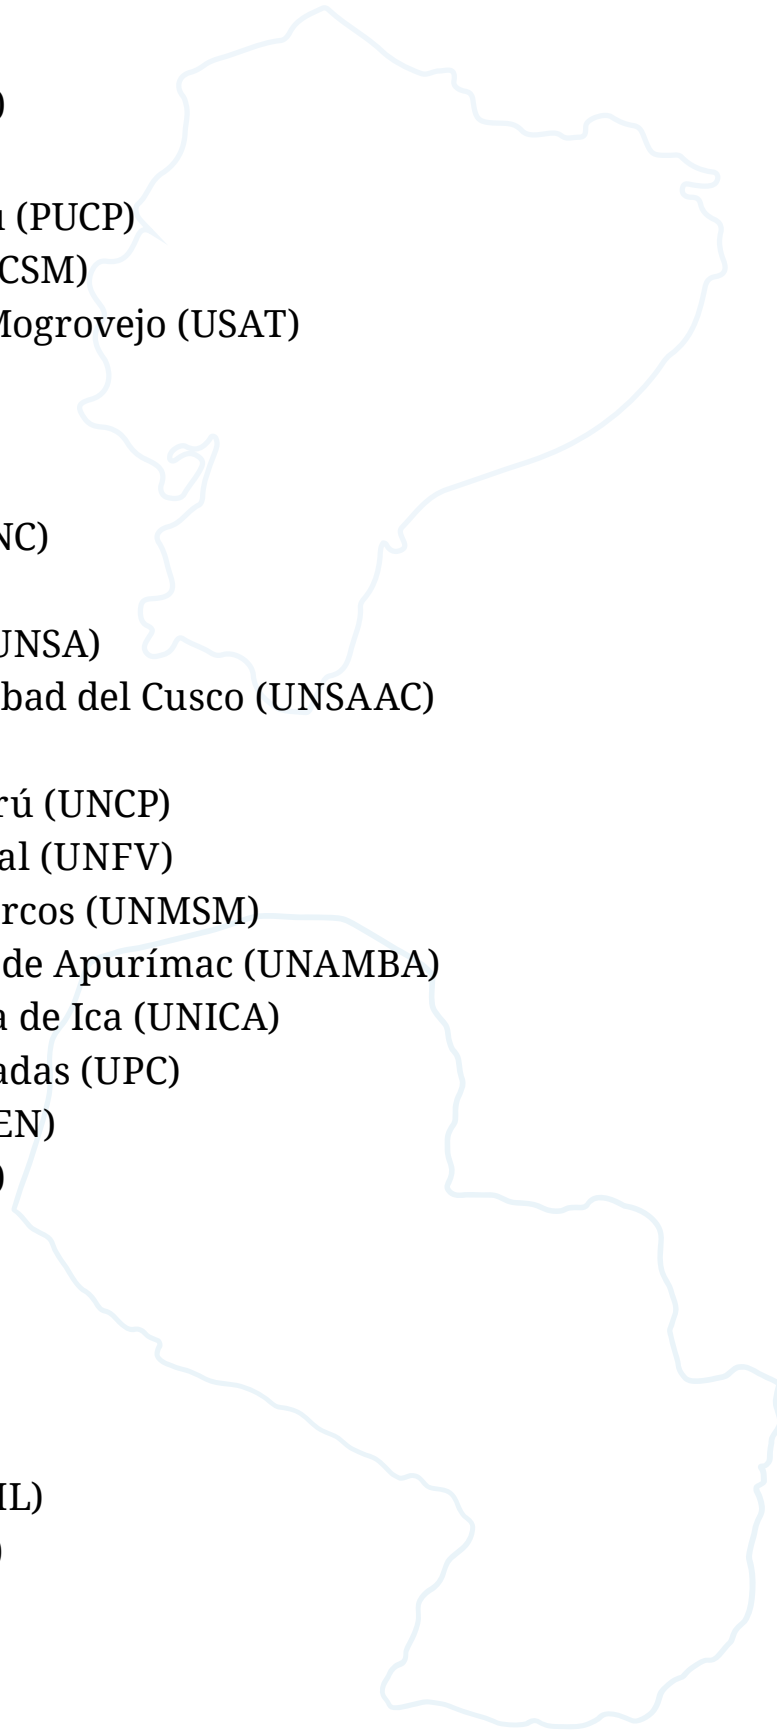 )
(PUCP)
CSM)
Mogrovejo (USAT)
NC)
UNSA)
bad del Cusco (UNSAAC)
rú (UNCP)
al (UNFV)
rcos (UNMSM)
de Apurímac (UNAMBA)
a de Ica (UNICA)
adas (UPC)
EN)
)
IL)
)